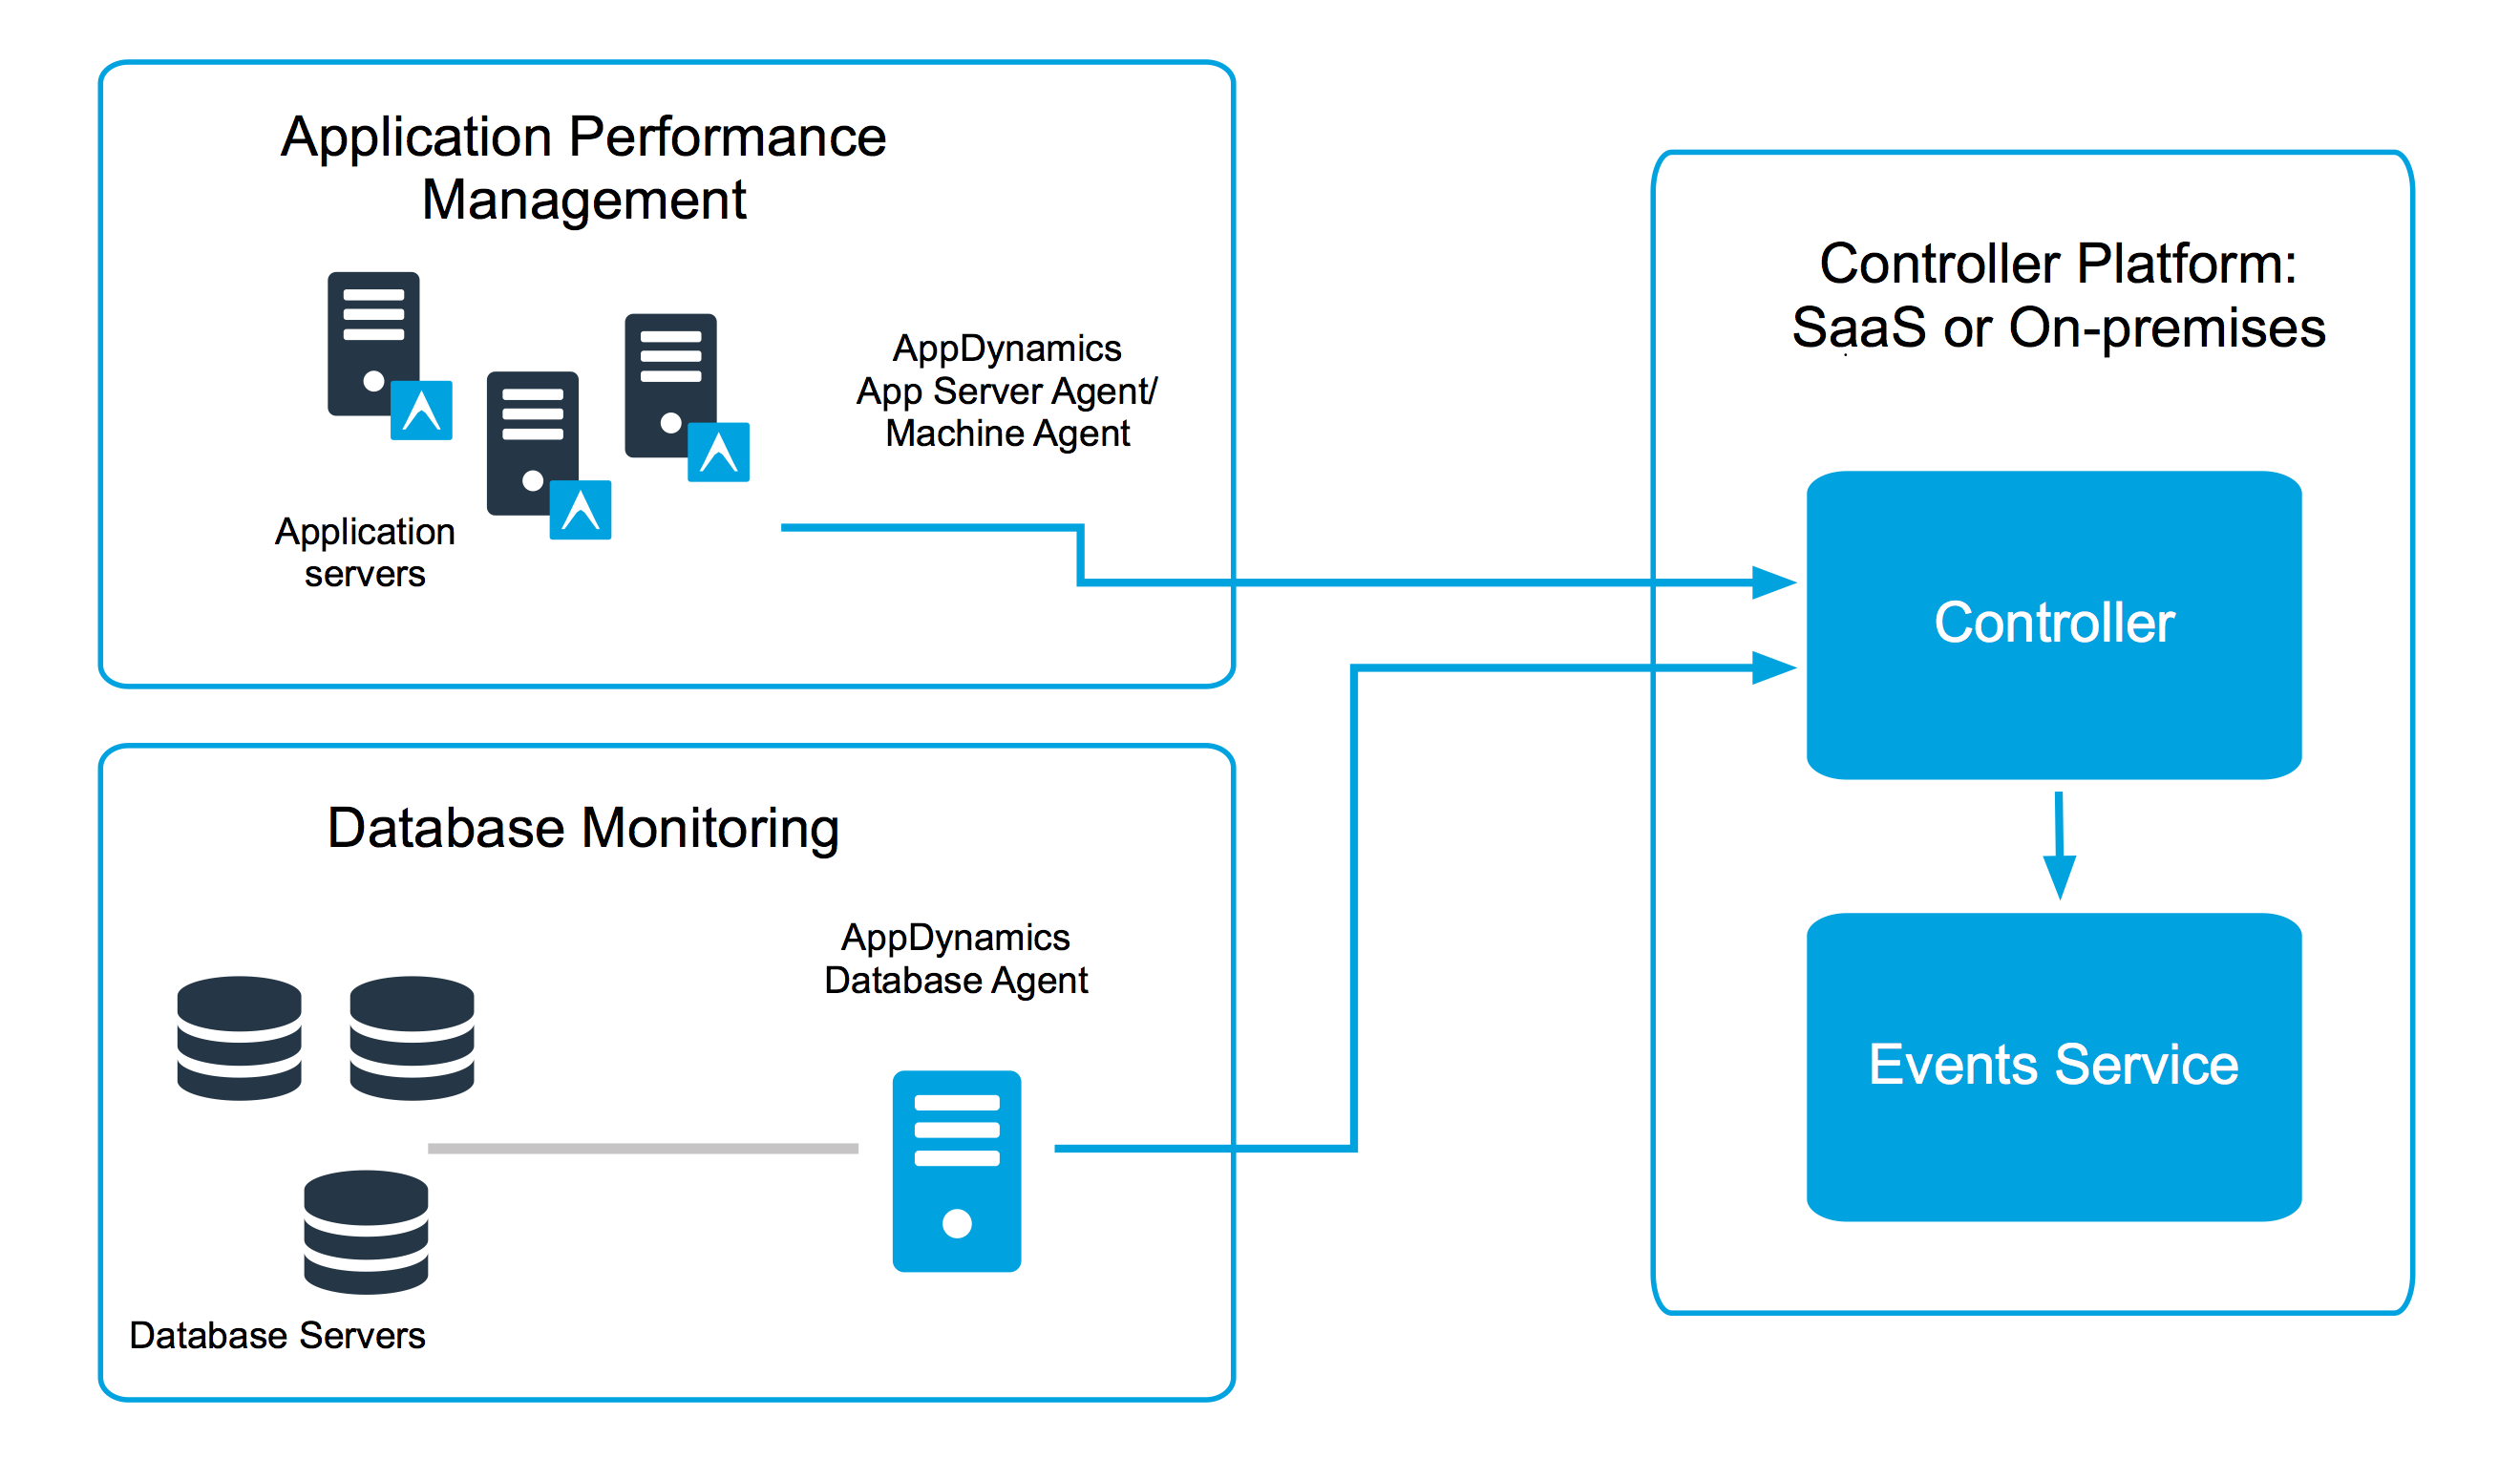 Application Performance
Management
AppDynamics
App Server Agent/
Machine Agent
Application
servers
Database Monitoring
AppDynamics
Database Agent
Database Servers
Controller Platform:
SaaS or On-premises
Controller
Events Service